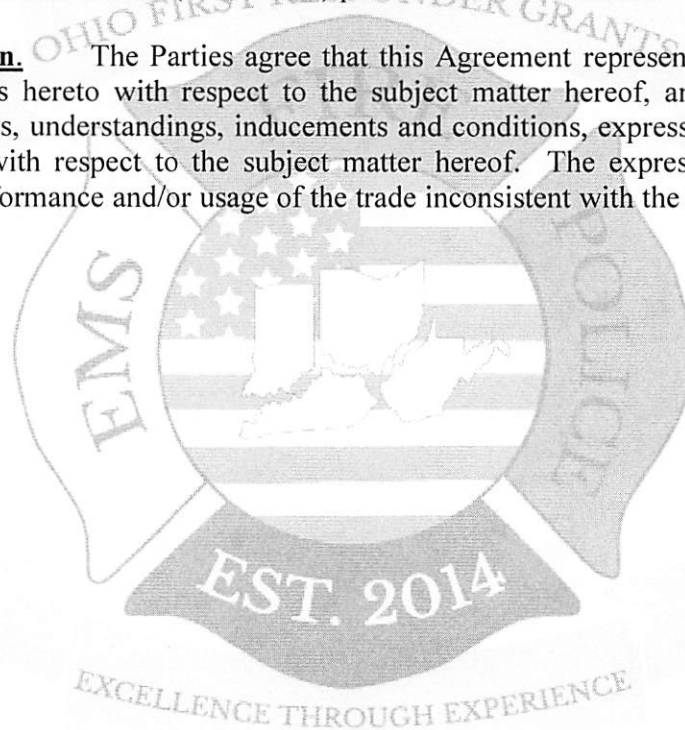 OHIO FIRST RESPONDER GRANTS
n. The Parties agree that this Agreement represen
s hereto with respect to the subject matter hereof, an
s, understandings, inducements and conditions, express
with respect to the subject matter hereof. The expres
formance and/or usage of the trade inconsistent with the
EMS
POLICE
EST. 2014
EXCELLENCE THROUGH EXPERIENCE